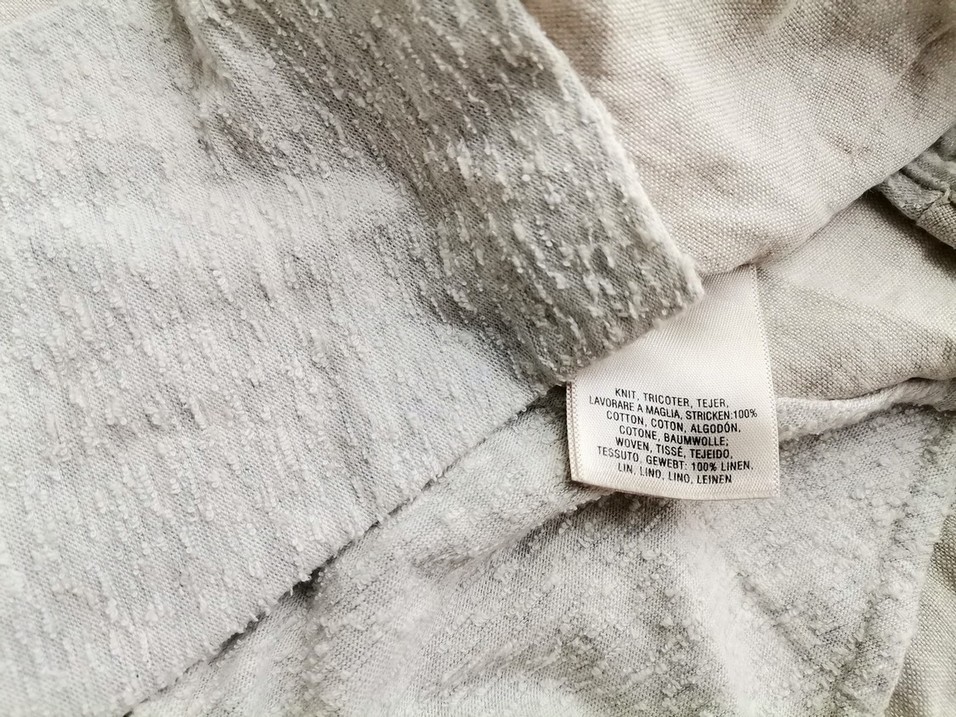 KNIT, TRICOTER, TEJER,
LAVORARE A MAGLIA, STRICKEN:100%
COTTON, COTON, ALGODÓN,
COTONE, BAUMWOLLE;
WOVEN, TISSÉ, TEJEIDO,
TESSUTO, GEWEBT: 100% LINEN,
LIN, LINO, LINO, LEINEN